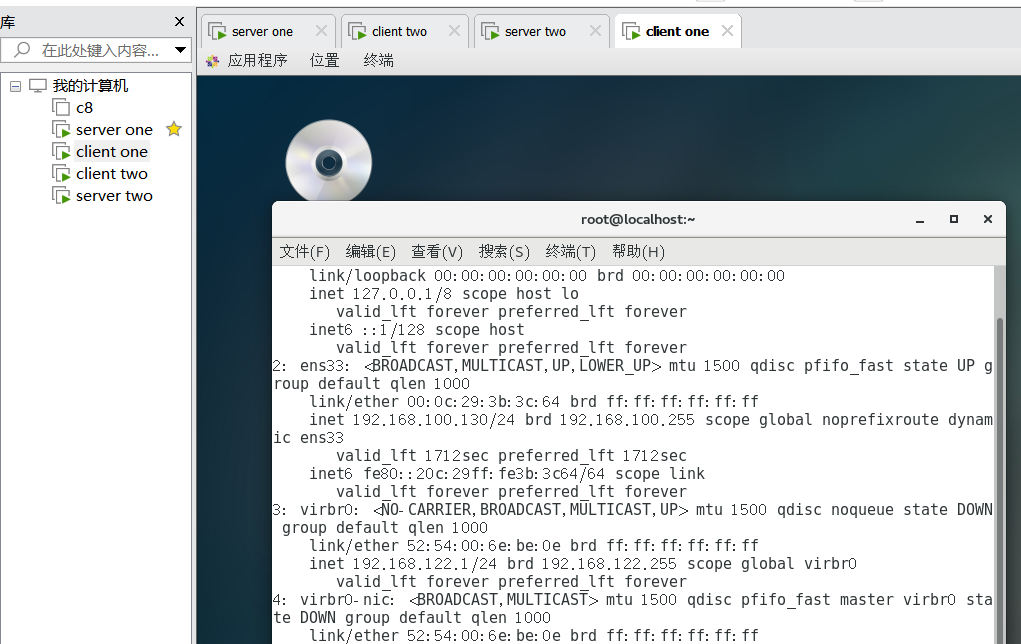 库
server one
client two
server two
client one
在此处键入内容...
应用程序 位置 终端
我的计算机
c8
server one
client one
client two
server two
root@localhost:~
文件(F) 编辑(E) 查看(V) 搜索(S) 终端(T) 帮助(H)
link/loopback 00:00:00:00:00:00 brd 00:00:00:00:00:00
inet 127.0.0.1/8 scope host lo
valid_lft forever preferred_lft forever
inet6 ::1/128 scope host
valid_lft forever preferred_lft forever
2: ens33: <BROADCAST,MULTICAST,UP,LOWER_UP> mtu 1500 qdisc pfifo_fast state UP g
roup default qlen 1000
link/ether 00:0c:29:3b:3c:64 brd ff:ff:ff:ff:ff:ff
inet 192.168.100.130/24 brd 192.168.100.255 scope global noprefixroute dynam
ic ens33
valid_lft 1712sec preferred_lft 1712sec
inet6 fe80::20c:29ff:fe3b:3c64/64 scope link
valid_lft forever preferred_lft forever
3: virbr0: <NO-CARRIER,BROADCAST,MULTICAST,UP> mtu 1500 qdisc noqueue state DOWN
group default qlen 1000
link/ether 52:54:00:6e:be:0e brd ff:ff:ff:ff:ff:ff
inet 192.168.122.1/24 brd 192.168.122.255 scope global virbr0
valid_lft forever preferred_lft forever
4: virbr0-nic: <BROADCAST,MULTICAST> mtu 1500 qdisc pfifo_fast master virbr0 sta
te DOWN group default qlen 1000
link/ether 52:54:00:6e:be:0e brd ff:ff:ff:ff:ff:ff